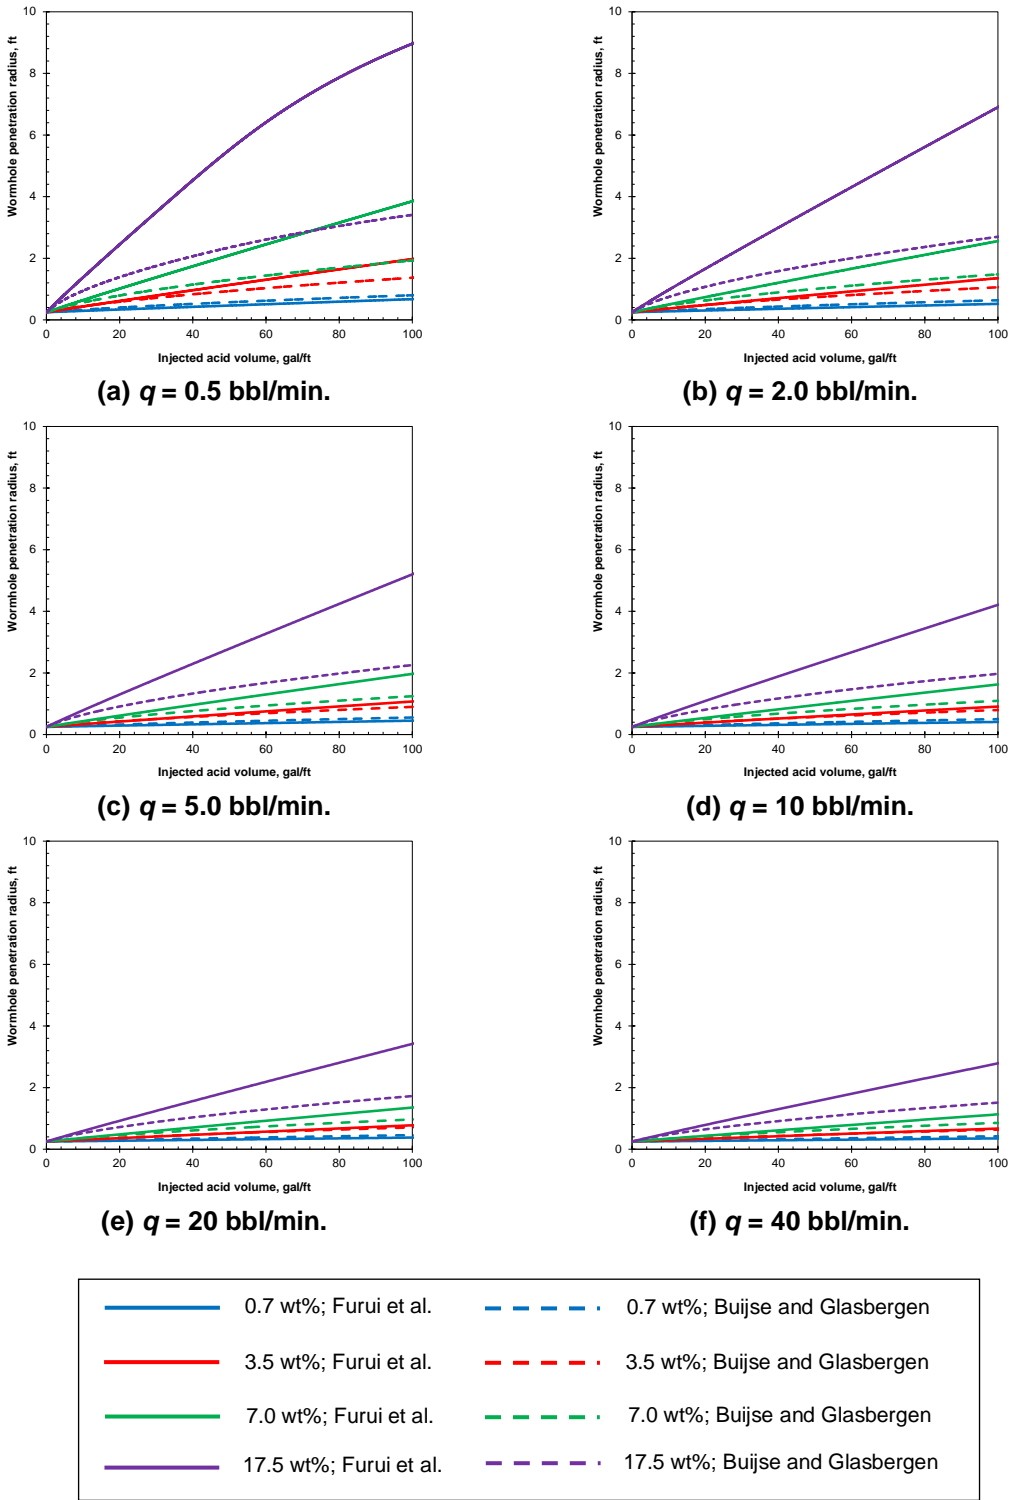 10
8
6
4
2
0
Wormhole penetration radius, ft
0 20 40 60 80 100
Injected acid volume, gal/ft
(a) q = 0.5 bbl/min.
10
8
6
4
2
0
Wormhole penetration radius, ft
0 20 40 60 80 100
Injected acid volume, gal/ft
(b) q = 2.0 bbl/min.
10
8
6
4
2
0
Wormhole penetration radius, ft
0 20 40 60 80 100
Injected acid volume, gal/ft
(c) q = 5.0 bbl/min.
10
8
6
4
2
0
Wormhole penetration radius, ft
0 20 40 60 80 100
Injected acid volume, gal/ft
(d) q = 10 bbl/min.
10
8
6
4
2
0
Wormhole penetration radius, ft
0 20 40 60 80 100
Injected acid volume, gal/ft
(e) q = 20 bbl/min.
10
8
6
4
2
0
Wormhole penetration radius, ft
0 20 40 60 80 100
Injected acid volume, gal/ft
(f) q = 40 bbl/min.
0.7 wt%; Furui et al.
0.7 wt%; Buijse and Glasbergen
3.5 wt%; Furui et al.
3.5 wt%; Buijse and Glasbergen
7.0 wt%; Furui et al.
7.0 wt%; Buijse and Glasbergen
17.5 wt%; Furui et al.
17.5 wt%; Buijse and Glasbergen